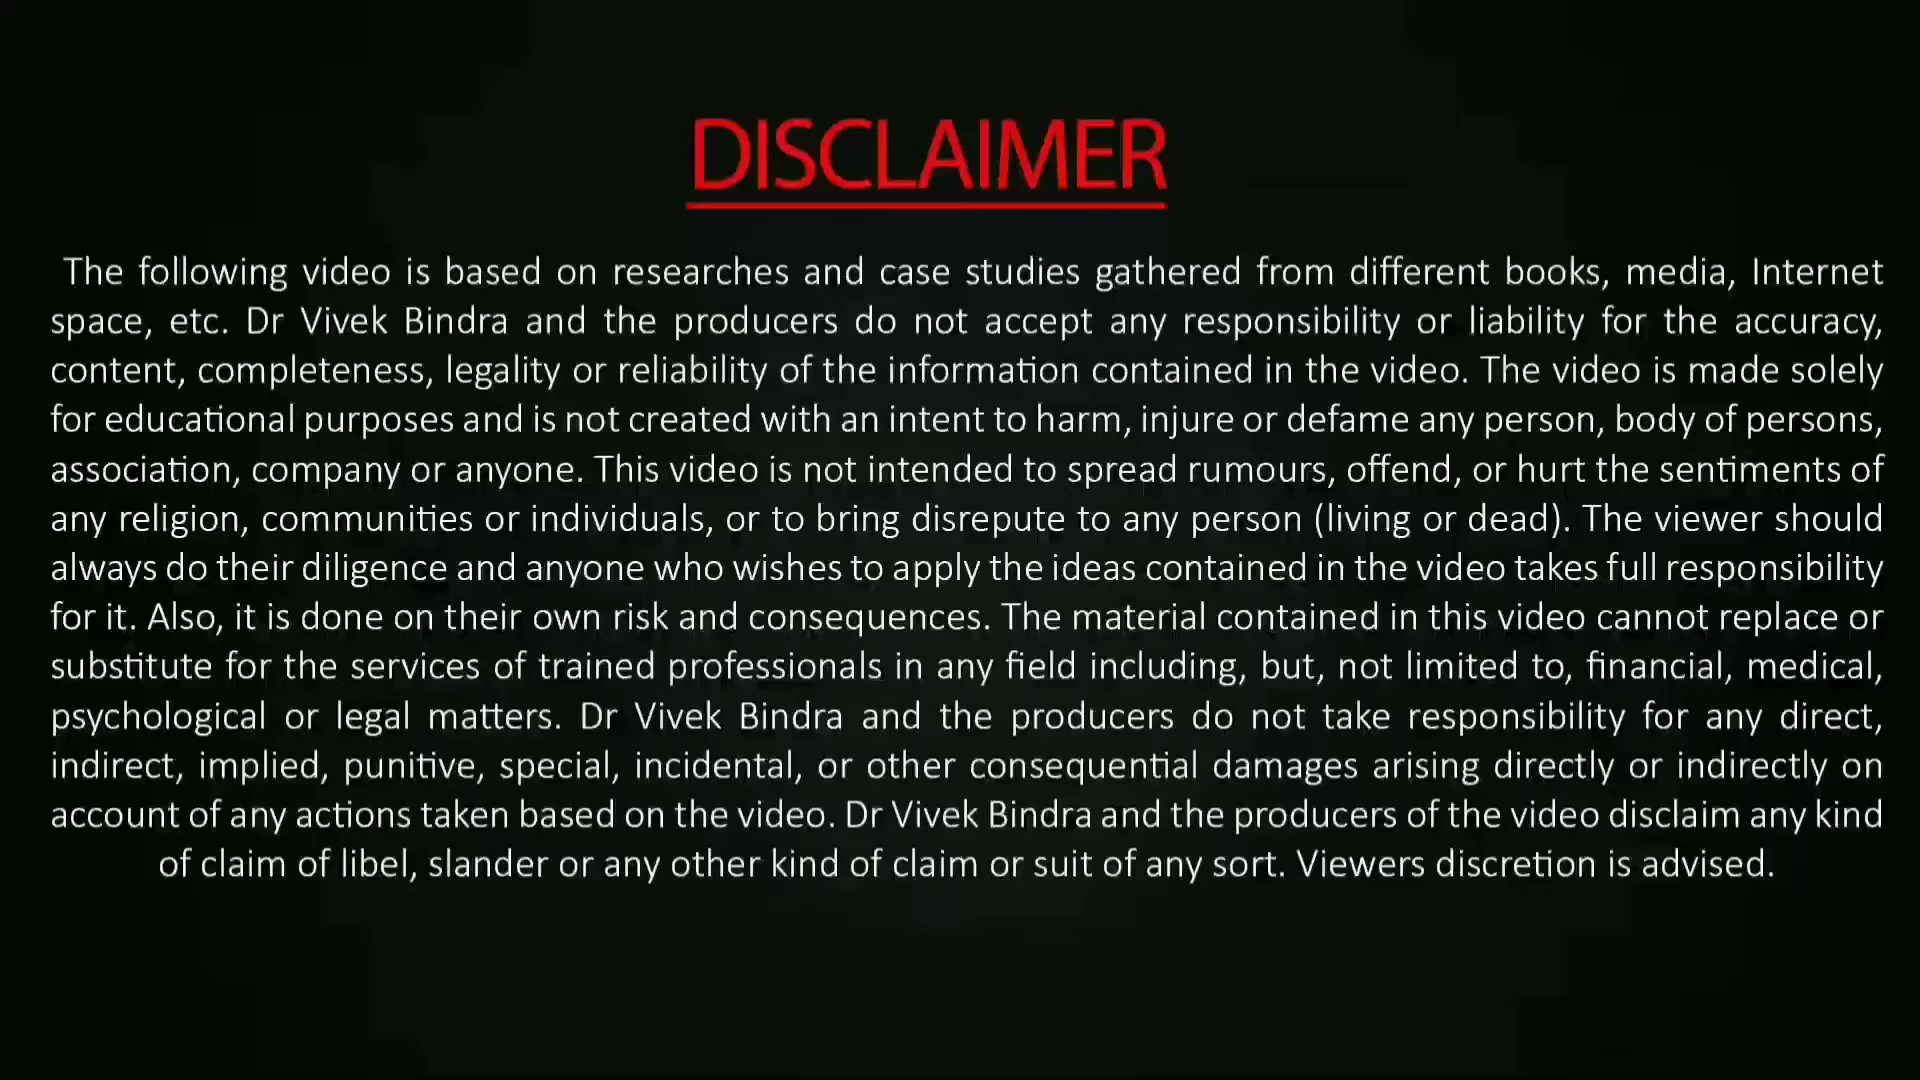 DISCLAIMER
The following video is based on researches and case studies gathered from different books, media, Internet
space, etc. Dr Vivek Bindra and the producers do not accept any responsibility or liability for the accuracy,
content, completeness, legality or reliability of the information contained in the video. The video is made solely
for educational purposes and is not created with an intent to harm, injure or defame any person, body of persons,
association, company or anyone. This video is not intended to spread rumours, offend, or hurt the sentiments of
any religion, communities or individuals, or to bring disrepute to any person (living or dead). The viewer should
always do their diligence and anyone who wishes to apply the ideas contained in the video takes full responsibility
for it. Also, it is done on their own risk and consequences. The material contained in this video cannot replace or
substitute for the services of trained professionals in any field including, but, not limited to, financial, medical,
psychological or legal matters. Dr Vivek Bindra and the producers do not take responsibility for any direct,
indirect, implied, punitive, special, incidental, or other consequential damages arising directly or indirectly on
account of any actions taken based on the video. Dr Vivek Bindra and the producers of the video disclaim any kind
of claim of libel, slander or any other kind of claim or suit of any sort. Viewers discretion is advised.